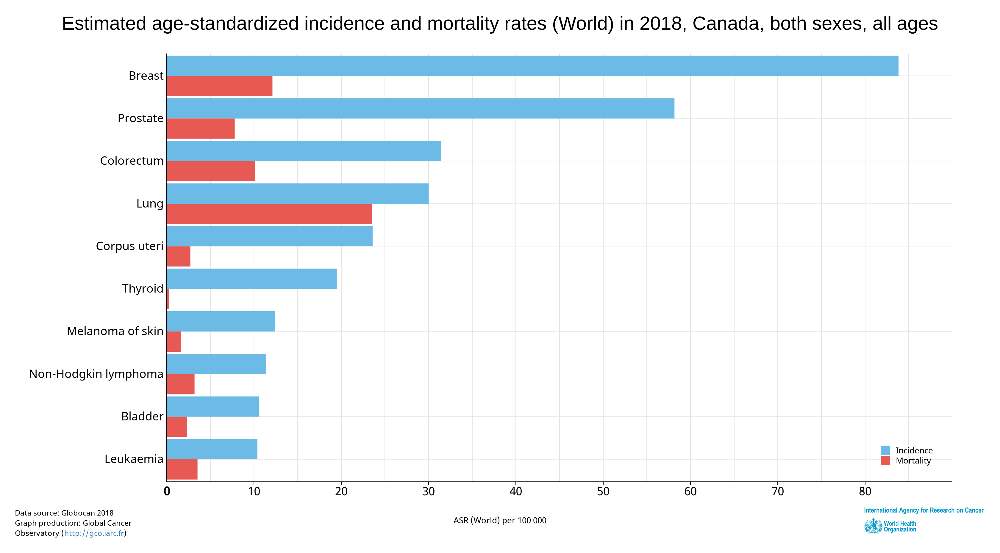 Estimated age-standardized incidence and mortality rates (World) in 2018, Canada, both sexes, all ages
Breast
Prostate
Colorectum
Lung
Corpus uteri
Thyroid
Melanoma of skin
Non-Hodgkin lymphoma
Bladder
Leukaemia
Incidence
Mortality
0 10 20 30 40 50 60 70 80
ASR (World) per 100 000
Data source: Globocan 2018
Graph production: Global Cancer
Observatory (http://gco.iarc.fr)
International Agency for Research on Cancer
World Health
Organization